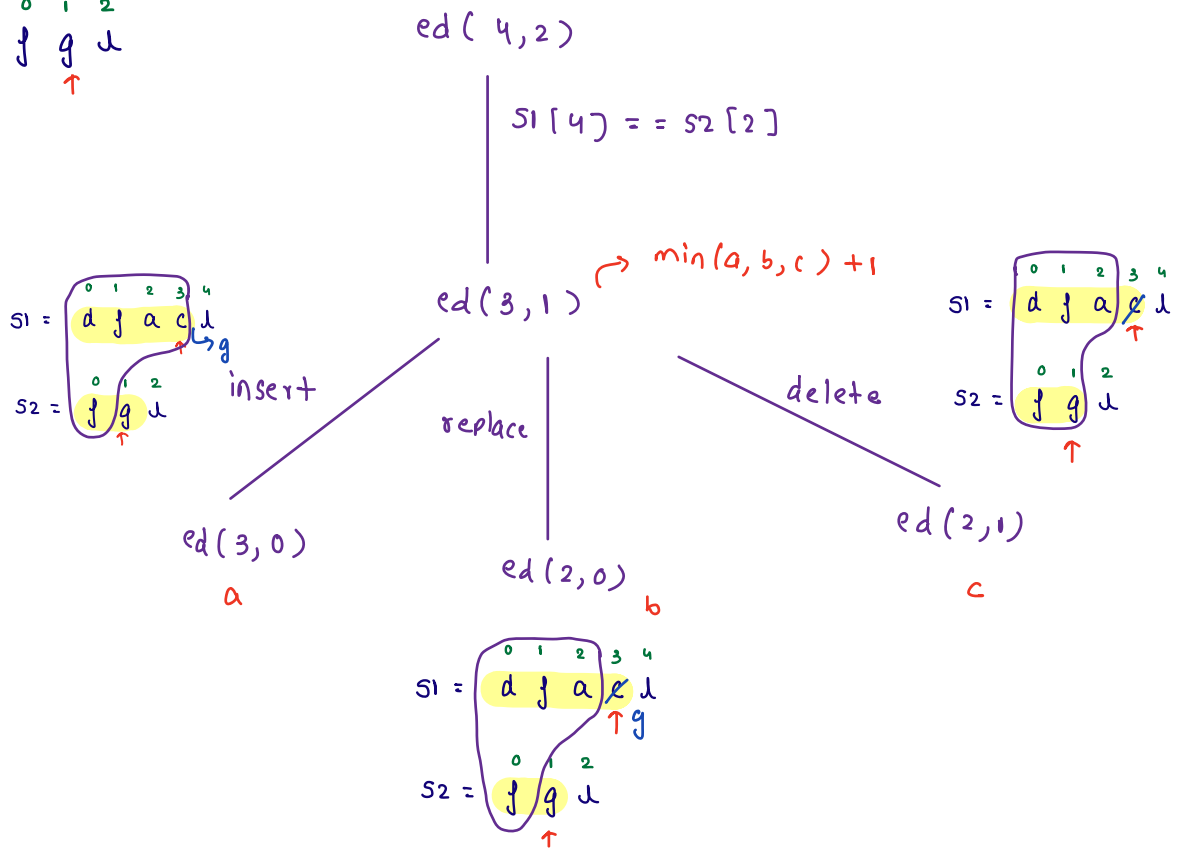 0 1 2
f g l
↑
ed(4,2)
S1[4] == S2[2]
min(a,b,c)+1
ed(3,1)
0 1 2 3 4
S1 = d f a c l
g
0 1 2
S2 = f g l
↑
insert
replace
delete
0 1 2 3 4
S1 = d f a c l
↑
0 1 2
S2 = f g l
↑
ed(3,0)
a
ed(2,0)
b
ed(2,1)
c
0 1 2 3 4
S1 = d f a c l
↑ g
0 1 2
S2 = f g l
↑